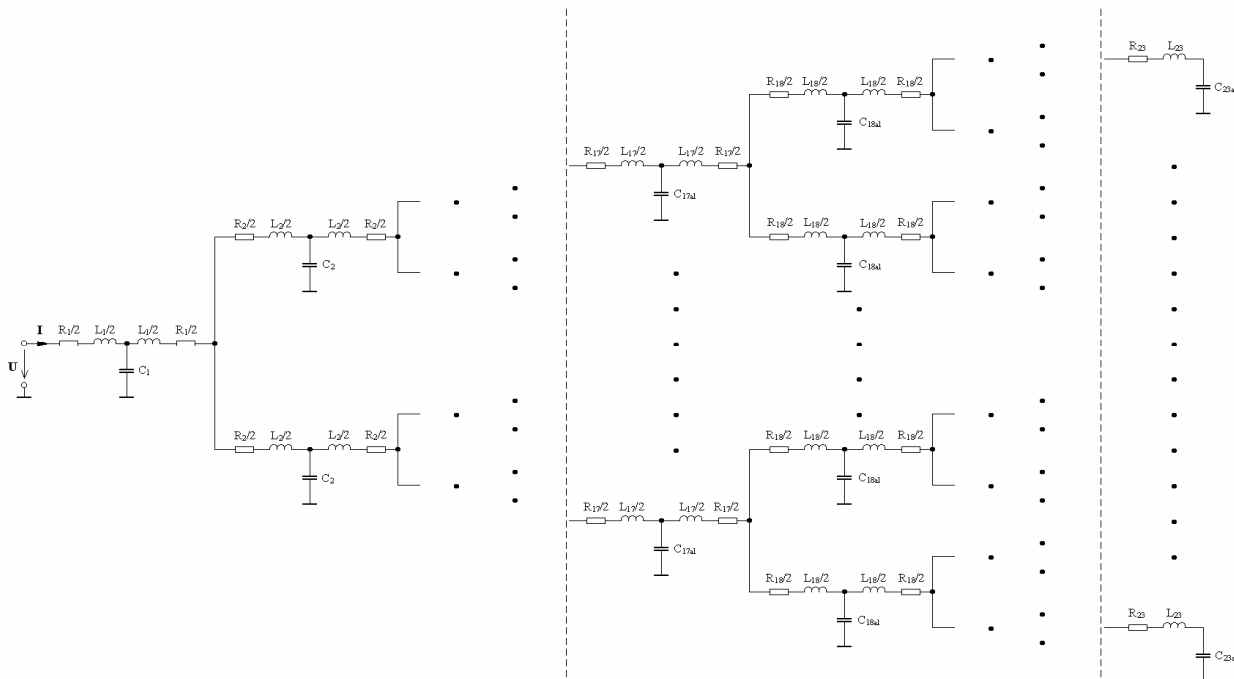 R23 L23
C23a
R18/2 L18/2 L18/2 R18/2
C18al
R17/2 L17/2 L17/2 R17/2
C17al
R2/2 L2/2 L2/2 R2/2
C2
R18/2 L18/2 L18/2 R18/2
C18al
I R1/2 L1/2 L1/2 R1/2
U
C1
R2/2 L2/2 L2/2 R2/2
C2
R18/2 L18/2 L18/2 R18/2
C18al
R17/2 L17/2 L17/2 R17/2
C17al
R18/2 L18/2 L18/2 R18/2
C18al
R23 L23
C23a